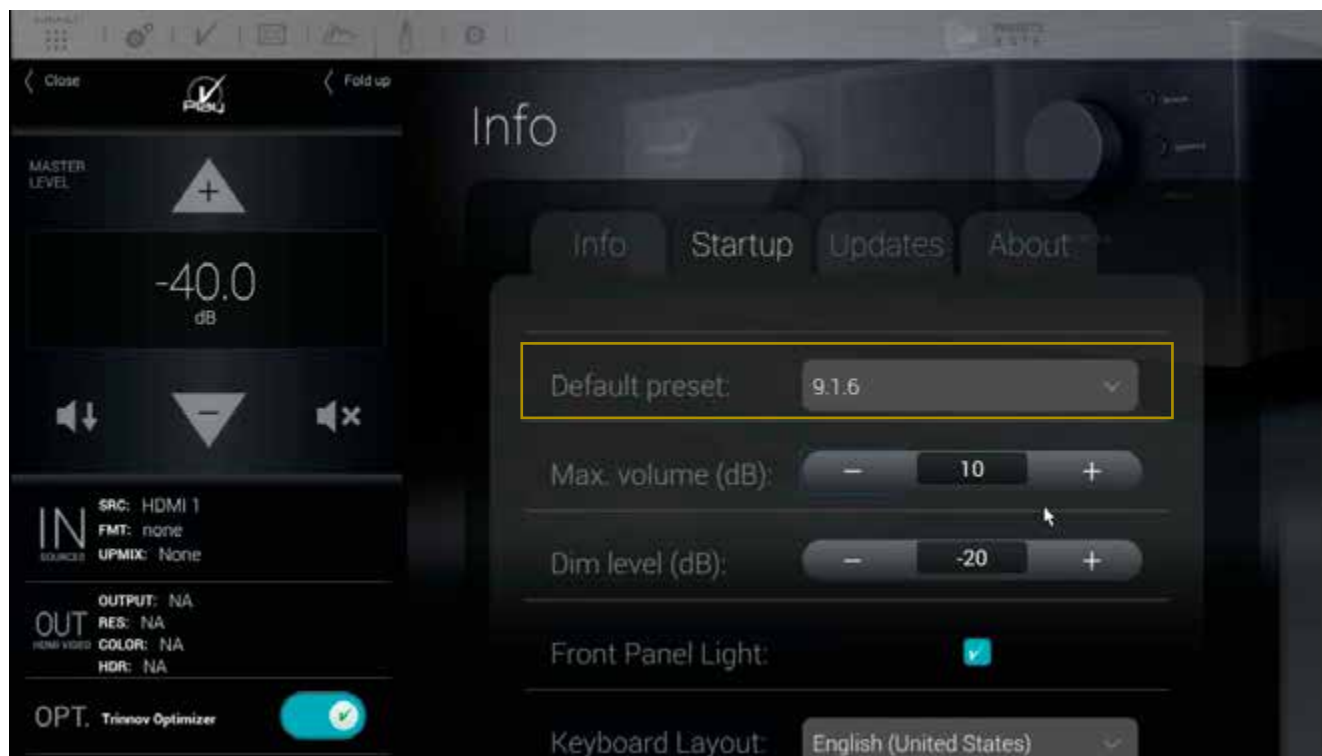 Close
Play
Fold up
MASTER
LEVEL
+
-40.0
dB
−
IN
SOURCES
SRC: HDMI 1
FMT: none
UPMIX: None
OUT
HDMI VIDEO
OUTPUT: NA
RES: NA
COLOR: NA
HDR: NA
OPT. Trinnov Optimizer
Info
Info Startup Updates About
Default preset: 9.1.6
Max. volume (dB): − 10 +
Dim level (dB): − -20 +
Front Panel Light:
Keyboard Layout: English (United States)